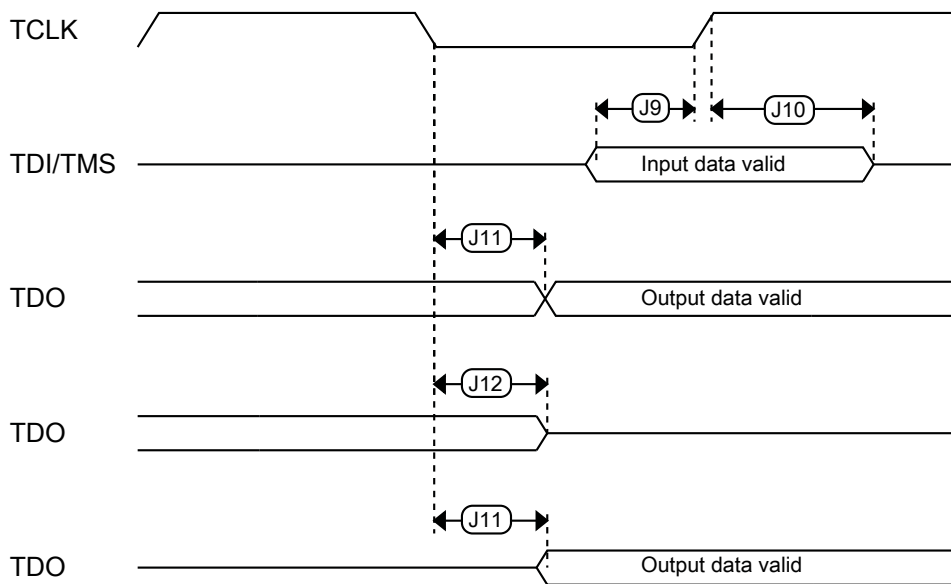 TCLK
J9
J10
TDI/TMS
Input data valid
J11
TDO
Output data valid
J12
TDO
J11
TDO
Output data valid